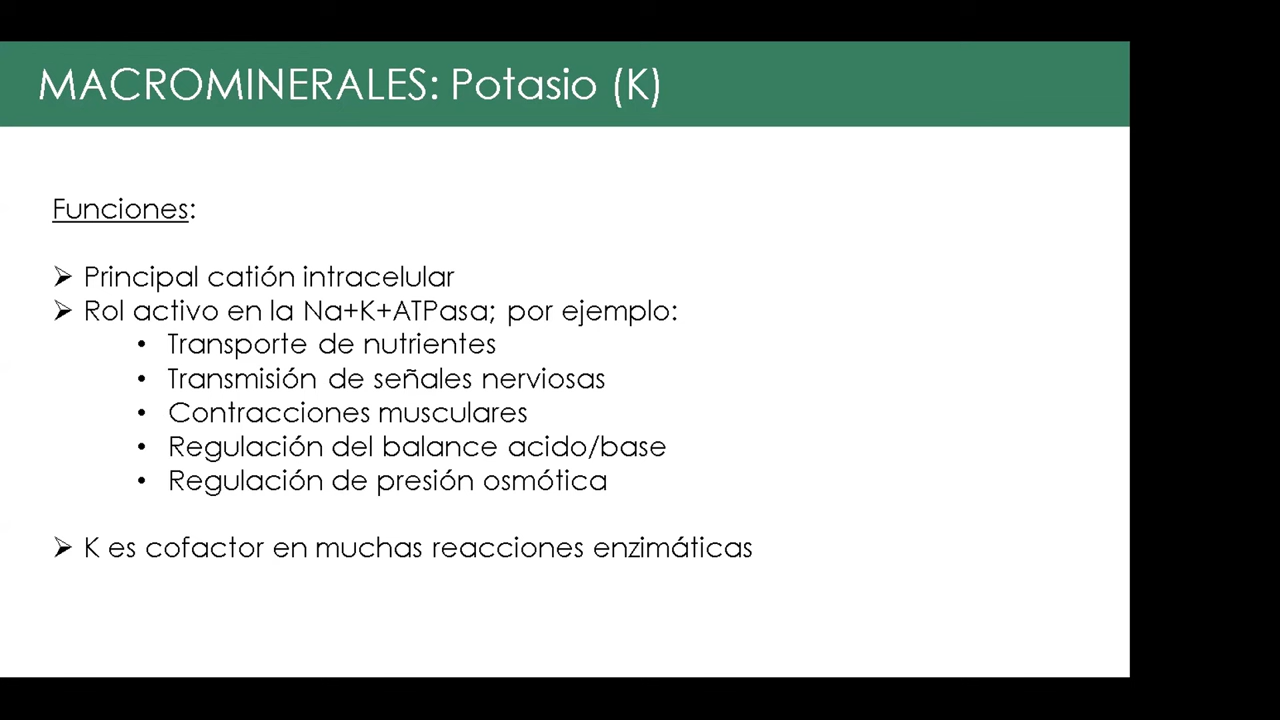 MACROMINERALES: Potasio (K)
Funciones:
➢ Principal catión intracelular
➢ Rol activo en la Na+K+ATPasa; por ejemplo:
• Transporte de nutrientes
• Transmisión de señales nerviosas
• Contracciones musculares
• Regulación del balance acido/base
• Regulación de presión osmótica
➢ K es cofactor en muchas reacciones enzimáticas